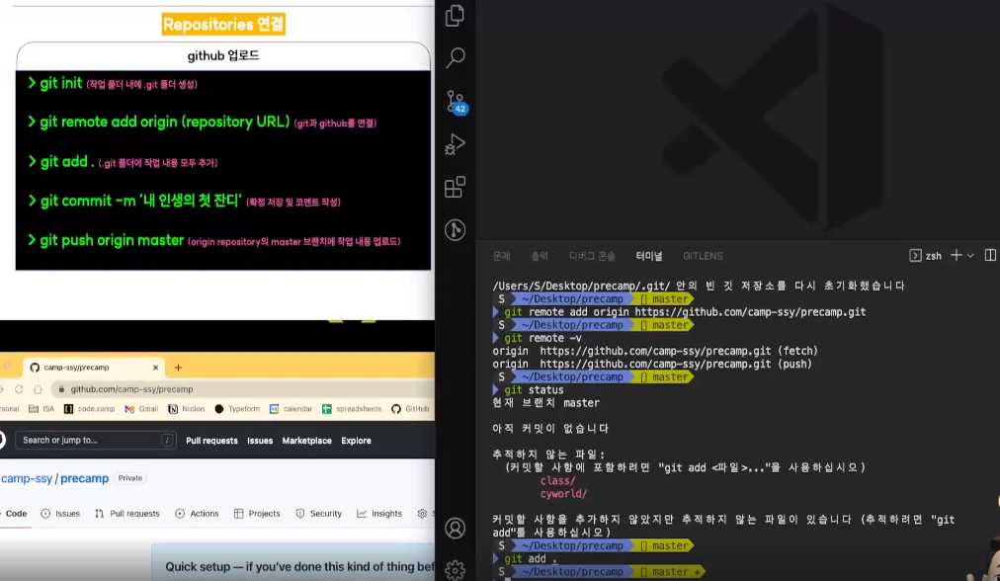 Repositories 연결
github 업로드
> git init (작업 폴더 내에 .git 폴더 생성)
> git remote add origin (repository URL) (git과 github를 연결)
> git add . (.git 폴더에 작업 내용 모두 추가)
> git commit -m ‘내 인생의 첫 잔디’ (확정 저장 및 코멘트 작성)
> git push origin master (origin repository의 master 브랜치에 작업 내용 업로드)
camp-ssy/precamp
github.com/camp-ssy/precamp
rsonal ISA code.camp Gmail Notion Typeform calendar spreadsheets GitHub
Search or jump to... / Pull requests Issues Marketplace Explore
camp-ssy / precamp Private
Code Issues Pull requests Actions Projects Security Insights
Quick setup — if you've done this kind of thing bef
42
문제 출력 디버그 콘솔 터미널 GITLENS zsh
/Users/S/Desktop/precamp/.git/ 안의 빈 깃 저장소를 다시 초기화했습니다
S ~/Desktop/precamp master
git remote add origin https://github.com/camp-ssy/precamp.git
S ~/Desktop/precamp master
git remote -v
origin https://github.com/camp-ssy/precamp.git (fetch)
origin https://github.com/camp-ssy/precamp.git (push)
S ~/Desktop/precamp master
git status
현재 브랜치 master
아직 커밋이 없습니다
추적하지 않는 파일:
(커밋할 사항에 포함하려면 "git add <파일>..."을 사용하십시오)
class/
cyworld/
커밋할 사항을 추가하지 않았지만 추적하지 않는 파일이 있습니다 (추적하려면 "git
add"를 사용하십시오)
S ~/Desktop/precamp master
git add .
S ~/Desktop/precamp master +